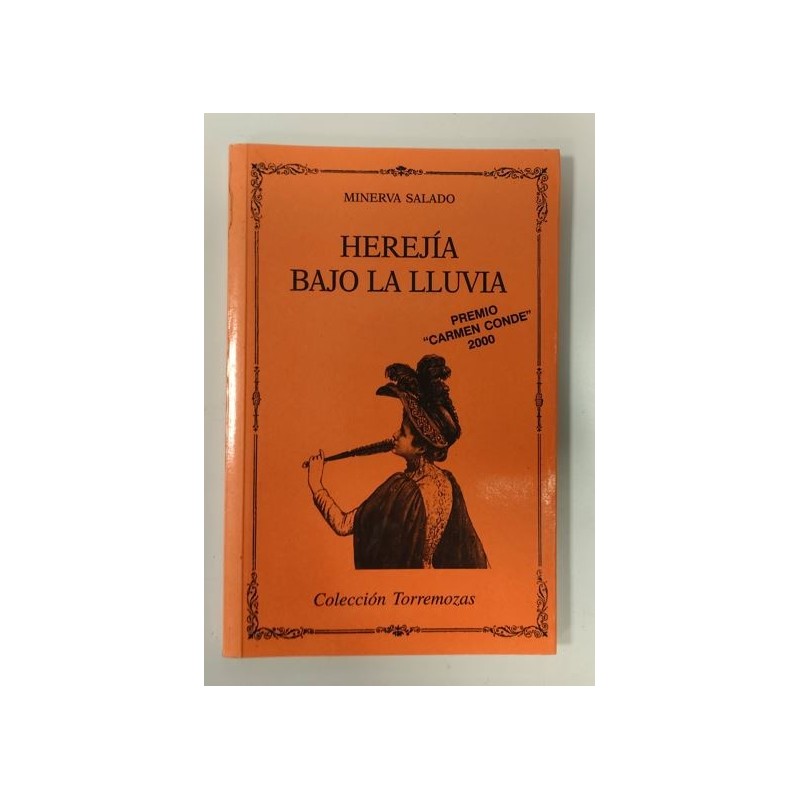 MINERVA SALADO
HEREJÍA
BAJO LA LLUVIA
PREMIO
"CARMEN CONDE"
2000
Colección Torremozas